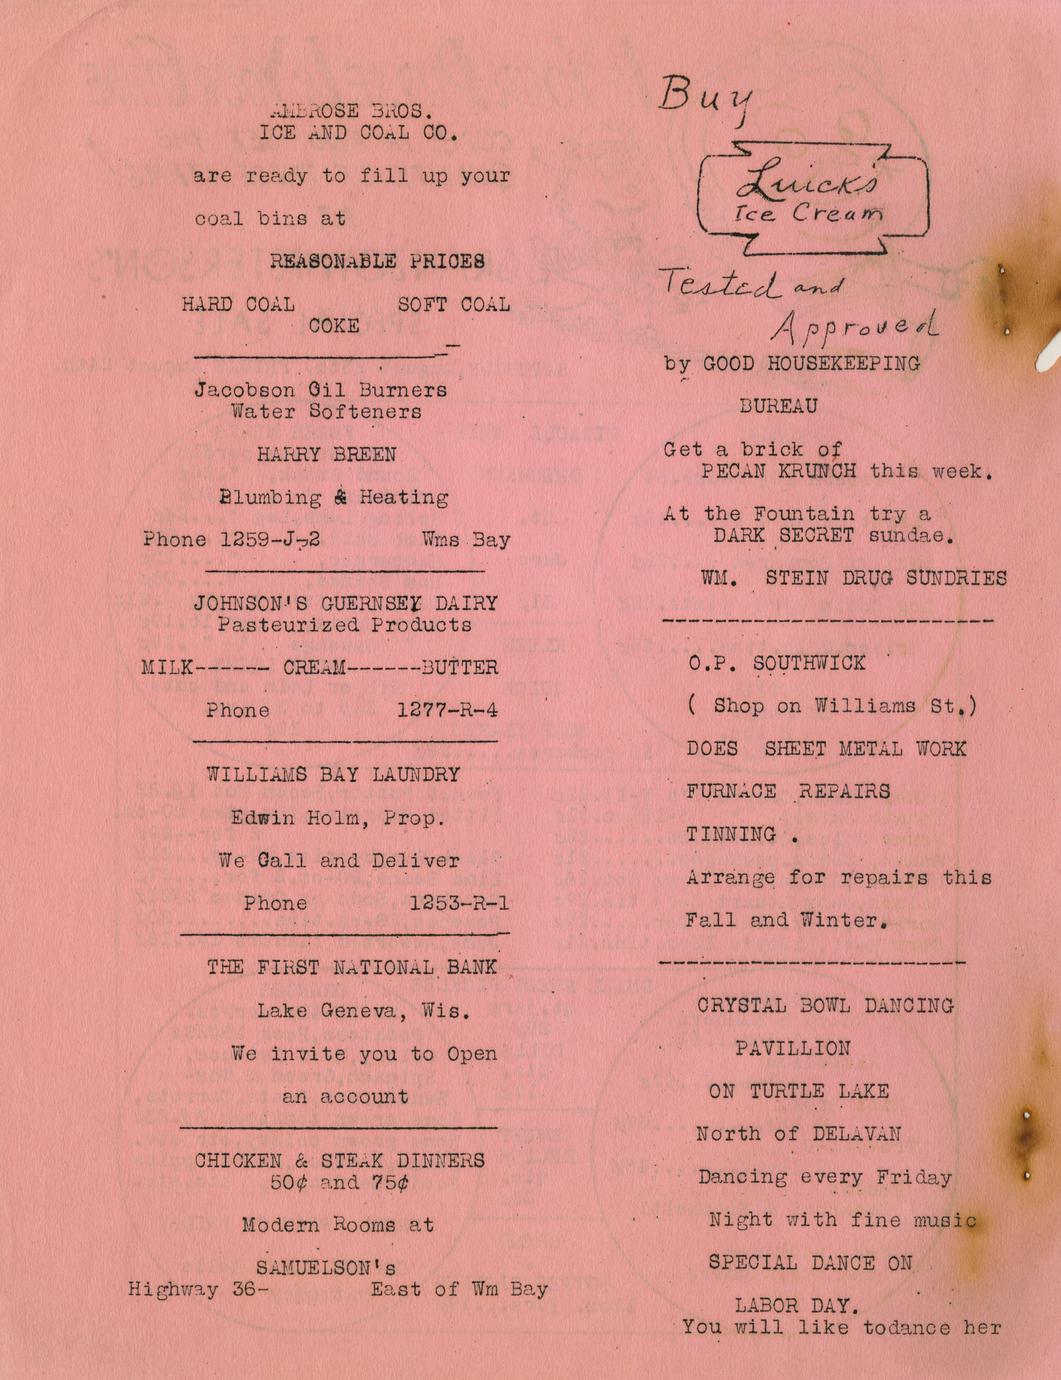 AMBROSE BROS.
ICE AND COAL CO.
are ready to fill up your
coal bins at
REASONABLE PRICES
HARD COAL SOFT COAL
COKE
Jacobson Oil Burners
Water Softeners
HARRY BREEN
Blumbing & Heating
Phone 1259-J-2 Wms Bay
JOHNSON'S GUERNSEY DAIRY
Pasteurized Products
MILK------ CREAM------BUTTER
Phone 1277-R-4
WILLIAMS BAY LAUNDRY
Edwin Holm, Prop.
We Call and Deliver
Phone 1253-R-1
THE FIRST NATIONAL BANK
Lake Geneva, Wis.
We invite you to Open
an account
CHICKEN & STEAK DINNERS
50¢ and 75¢
Modern Rooms at
SAMUELSON's
Highway 36- East of Wm Bay
Buy
Luick's
Ice Cream
Tested and
Approved
by GOOD HOUSEKEEPING
BUREAU
Get a brick of
PECAN KRUNCH this week.
At the Fountain try a
DARK SECRET sundae.
WM. STEIN DRUG SUNDRIES
O.P. SOUTHWICK
( Shop on Williams St.)
DOES SHEET METAL WORK
FURNACE REPAIRS
TINNING .
Arrange for repairs this
Fall and Winter.
CRYSTAL BOWL DANCING
PAVILLION
ON TURTLE LAKE
North of DELAVAN
Dancing every Friday
Night with fine music
SPECIAL DANCE ON
LABOR DAY.
You will like todance her